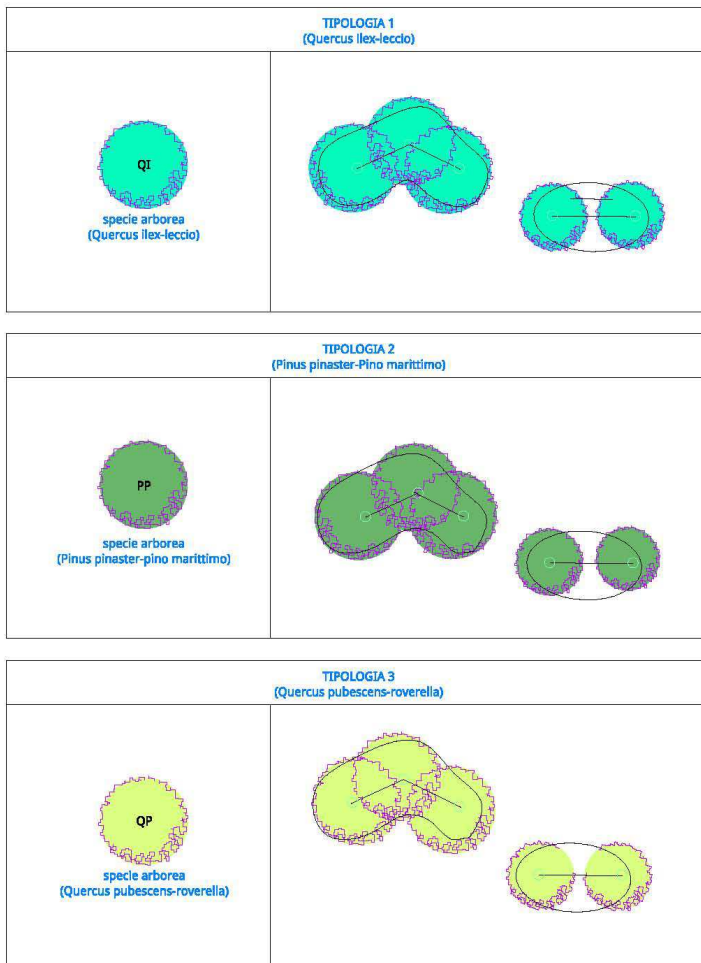 TIPOLOGIA 1
(Quercus ilex-leccio)
QI
specie arborea
(Quercus ilex-leccio)
TIPOLOGIA 2
(Pinus pinaster-Pino marittimo)
PP
specie arborea
(Pinus pinaster-pino marittimo)
TIPOLOGIA 3
(Quercus pubescens-roverella)
QP
specie arborea
(Quercus pubescens-roverella)